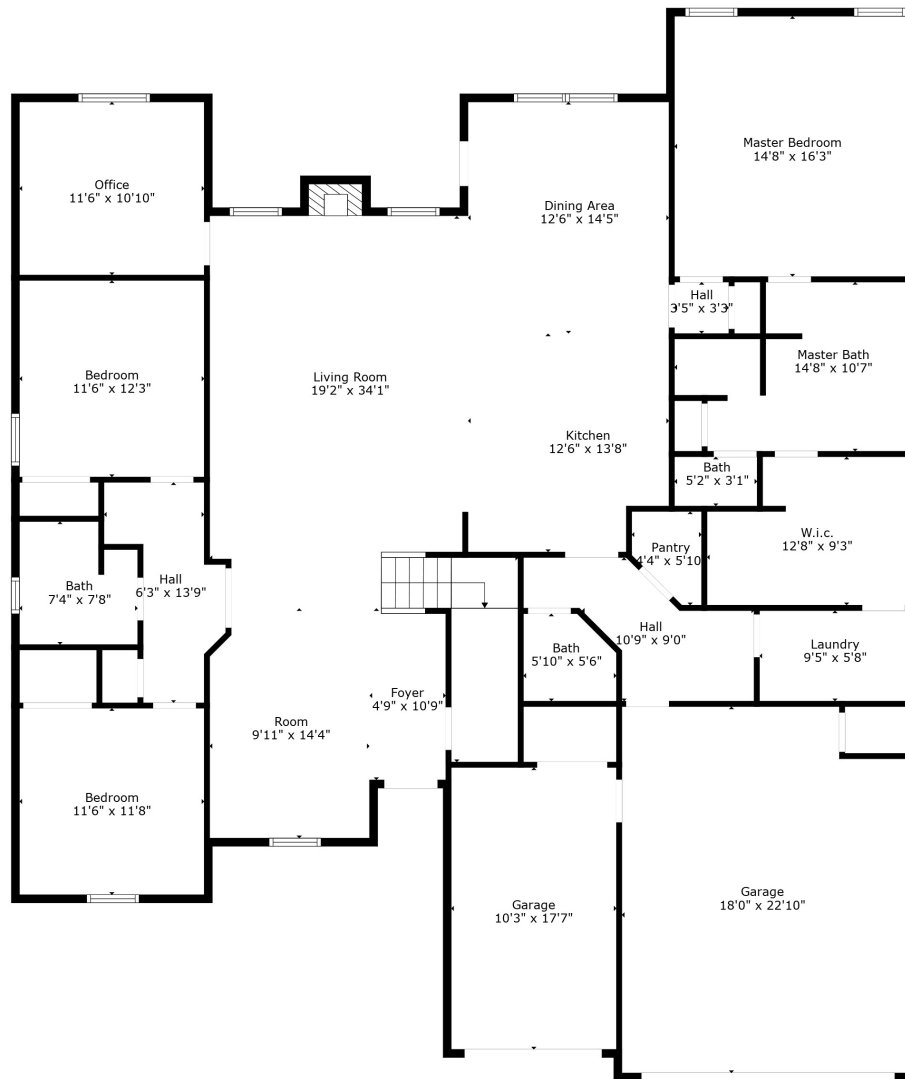 Master Bedroom
14'8" x 16'3"
Office
11'6" x 10'10"
Dining Area
12'6" x 14'5"
Hall
3'5" x 3'3"
Master Bath
14'8" x 10'7"
Bedroom
11'6" x 12'3"
Living Room
19'2" x 34'1"
Kitchen
12'6" x 13'8"
Bath
5'2" x 3'1"
W.i.c.
12'8" x 9'3"
Pantry
4'4" x 5'10
Bath
7'4" x 7'8"
Hall
6'3" x 13'9"
Hall
10'9" x 9'0"
Bath
5'10" x 5'6"
Laundry
9'5" x 5'8"
Foyer
4'9" x 10'9"
Room
9'11" x 14'4"
Bedroom
11'6" x 11'8"
Garage
10'3" x 17'7"
Garage
18'0" x 22'10"